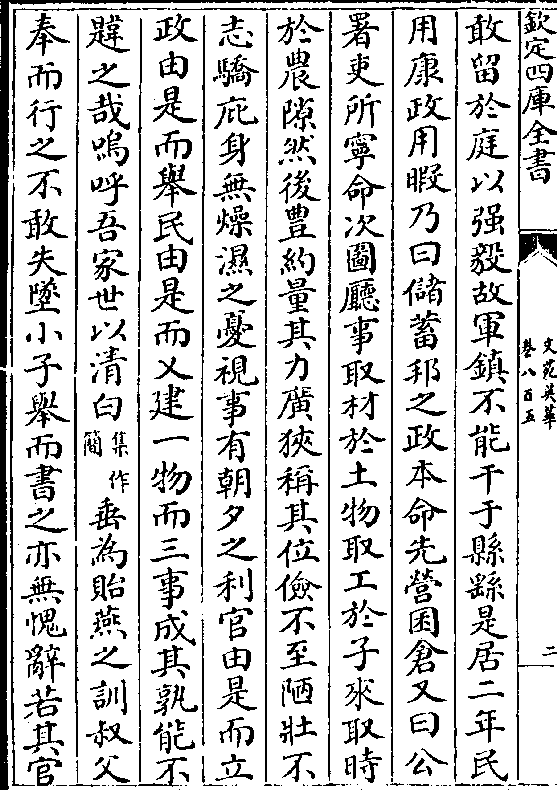 欽定四庫全書
文苑英華
卷八百五
二
敢留於庭以强毅故軍鎮不能干于縣繇是居二年民
用康政用暇乃曰儲蓄邦之政本命先營囷倉又曰公
署吏所寧命次圖廳事取材於土物取工於子來取時
於農隙然後豊約量其力廣狹稱其位儉不至陋壯不
志驕庇身無燥濕之憂視事有朝夕之利官由是而立
政由是而舉民由是而乂建一物而三事成其孰能不
韙之哉嗚呼吾家世以清白集作簡垂為貽燕之訓叔父
奉而行之不敢失墜小子舉而書之亦無愧辭若其官